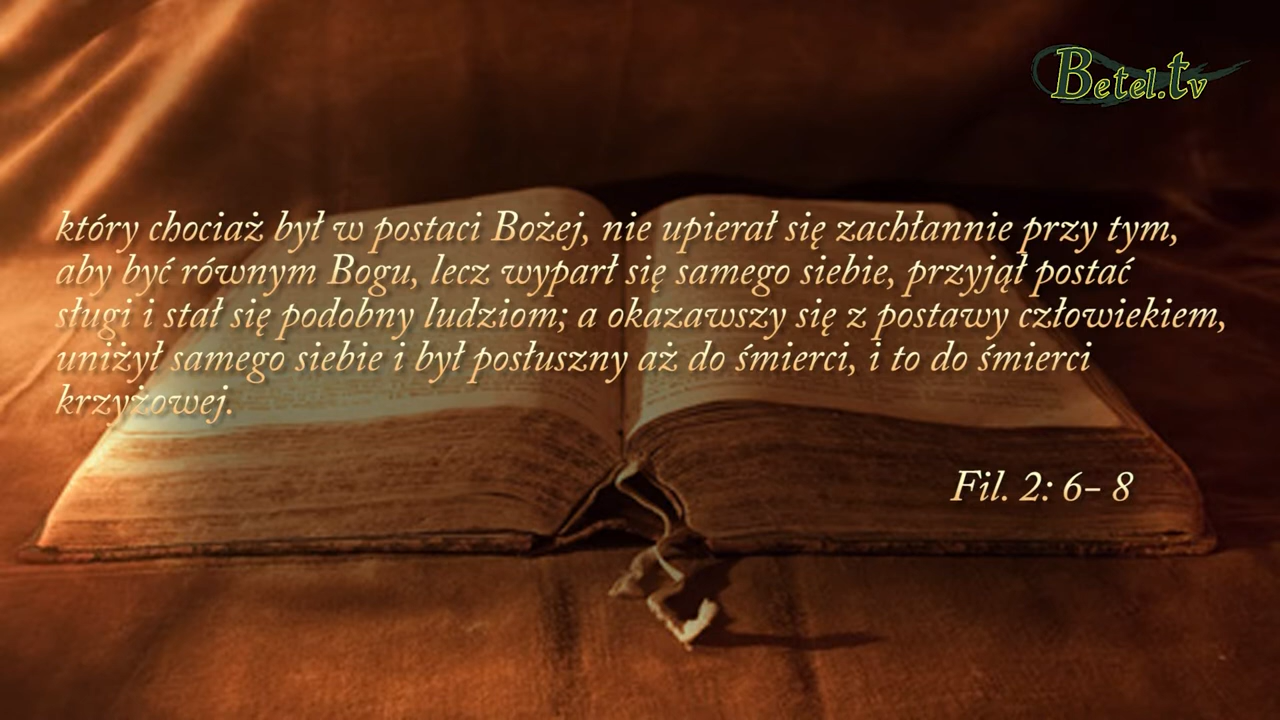 Betel.tv
który chociaż był w postaci Bożej, nie upierał się zachłannie przy tym,
aby być równym Bogu, lecz wyparł się samego siebie, przyjął postać
sługi i stał się podobny ludziom; a okazawszy się z postawy człowiekiem,
uniżył samego siebie i był posłuszny aż do śmierci, i to do śmierci
krzyżowej.
Fil. 2: 6- 8